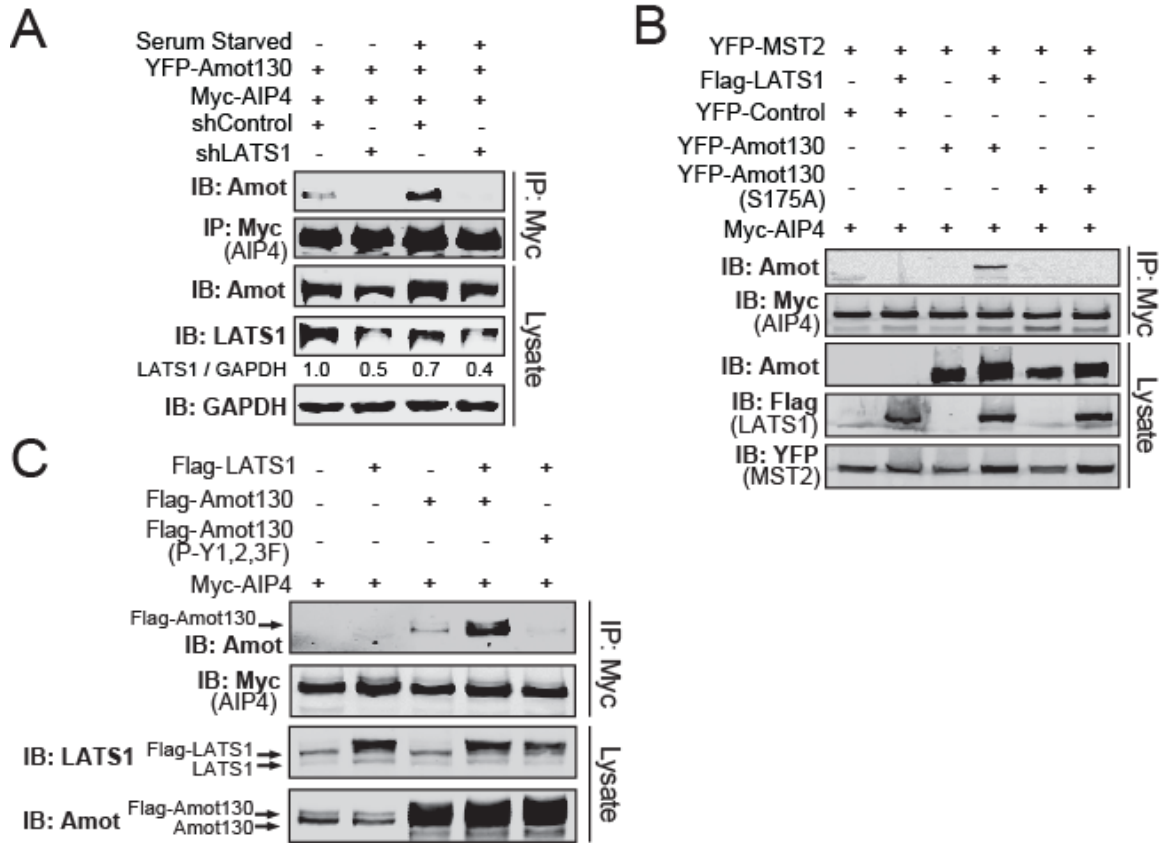 A
Serum Starved - - + +
YFP-Amot130 + + + +
Myc-AIP4 + + + +
shControl + - + -
shLATS1 - + - +
IB: Amot
IP: Myc
(AIP4)
IP: Myc
IB: Amot
IB: LATS1
LATS1 / GAPDH 1.0 0.5 0.7 0.4
IB: GAPDH
Lysate
B
YFP-MST2 + + + + + +
Flag-LATS1 - + - + - +
YFP-Control + + - - - -
YFP-Amot130 - - + + - -
YFP-Amot130
(S175A) - - - - + +
Myc-AIP4 + + + + + +
IB: Amot
IB: Myc
(AIP4)
IP: Myc
IB: Amot
IB: Flag
(LATS1)
IB: YFP
(MST2)
Lysate
C
Flag-LATS1 - + - + +
Flag-Amot130 - - + + -
Flag-Amot130
(P-Y1,2,3F) - - - - +
Myc-AIP4 + + + + +
Flag-Amot130
IB: Amot
IB: Myc
(AIP4)
IP: Myc
IB: LATS1 Flag-LATS1
LATS1
IB: Amot Flag-Amot130
Amot130
Lysate